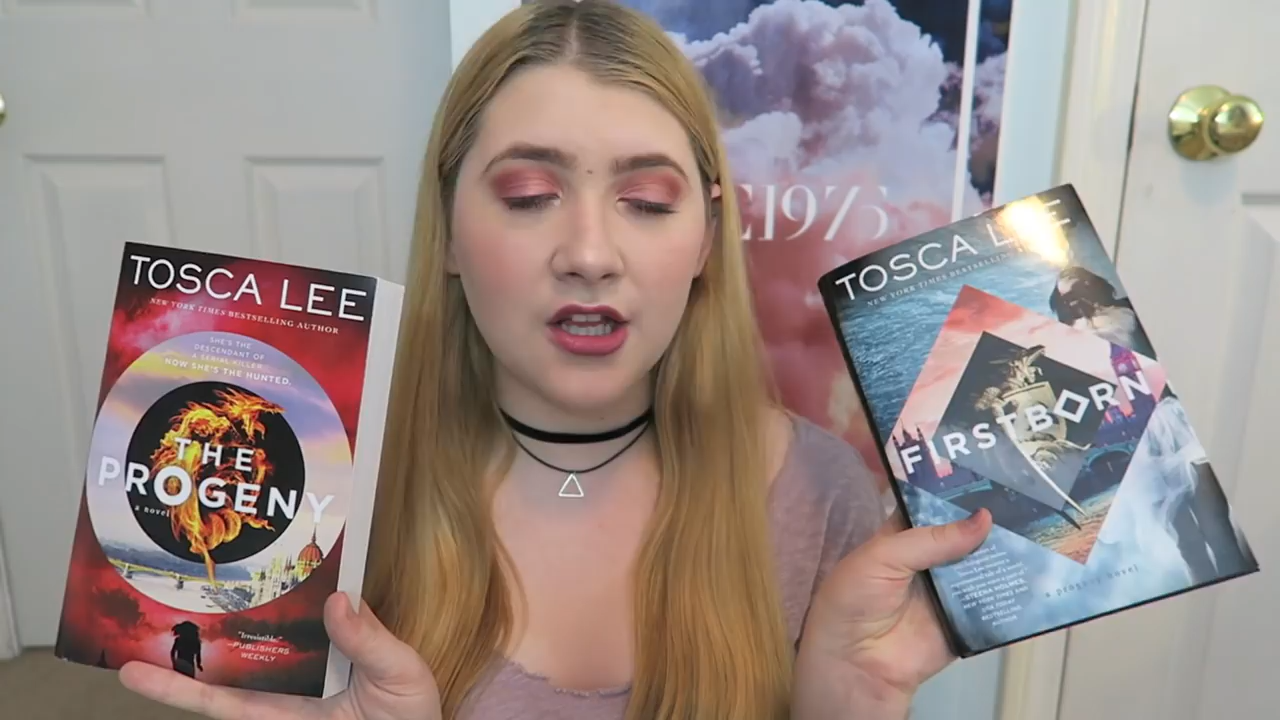 TOSCA LEE
NEW YORK TIMES BESTSELLING AUTHOR
SHE'S THE
DESCENDANT OF
A SERIAL KILLER.
NOW SHE'S THE HUNTED.
THE
PROGENY
a novel
"Irresistible."
—PUBLISHERS
WEEKLY
TOSCA LEE
NEW YORK TIMES BESTSELLING
FIRSTBORN
a progeny novel
—STEENA HOLMES,
NEW YORK TIMES AND
USA TODAY
BESTSELLING
AUTHOR